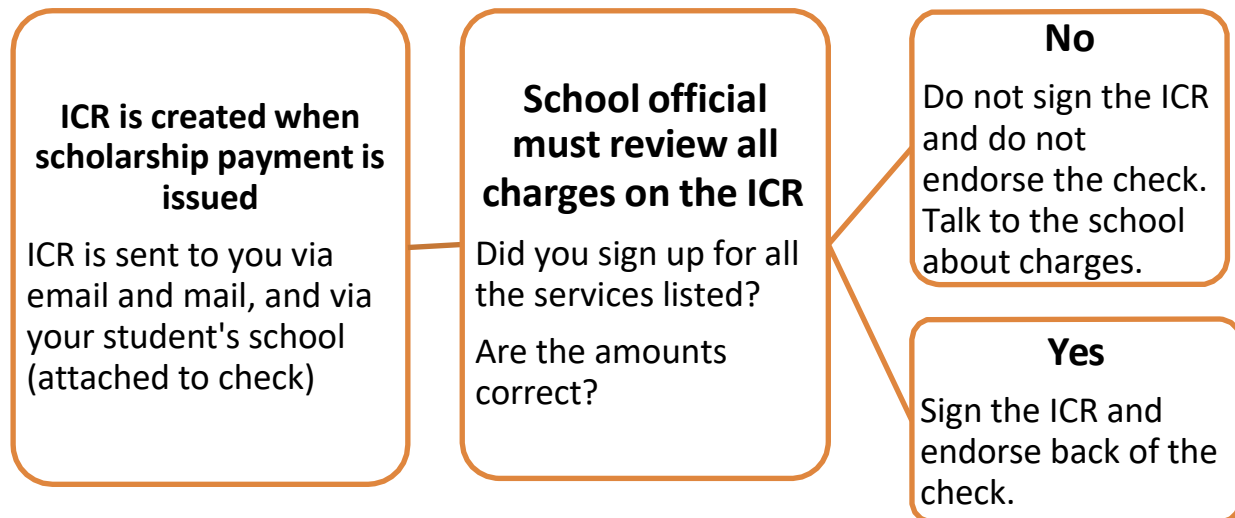 ICR is created when
scholarship payment is
issued
ICR is sent to you via
email and mail, and via
your student's school
(attached to check)
School official
must review all
charges on the ICR
Did you sign up for all
the services listed?
Are the amounts
correct?
No
Do not sign the ICR
and do not
endorse the check.
Talk to the school
about charges.
Yes
Sign the ICR and
endorse back of the
check.